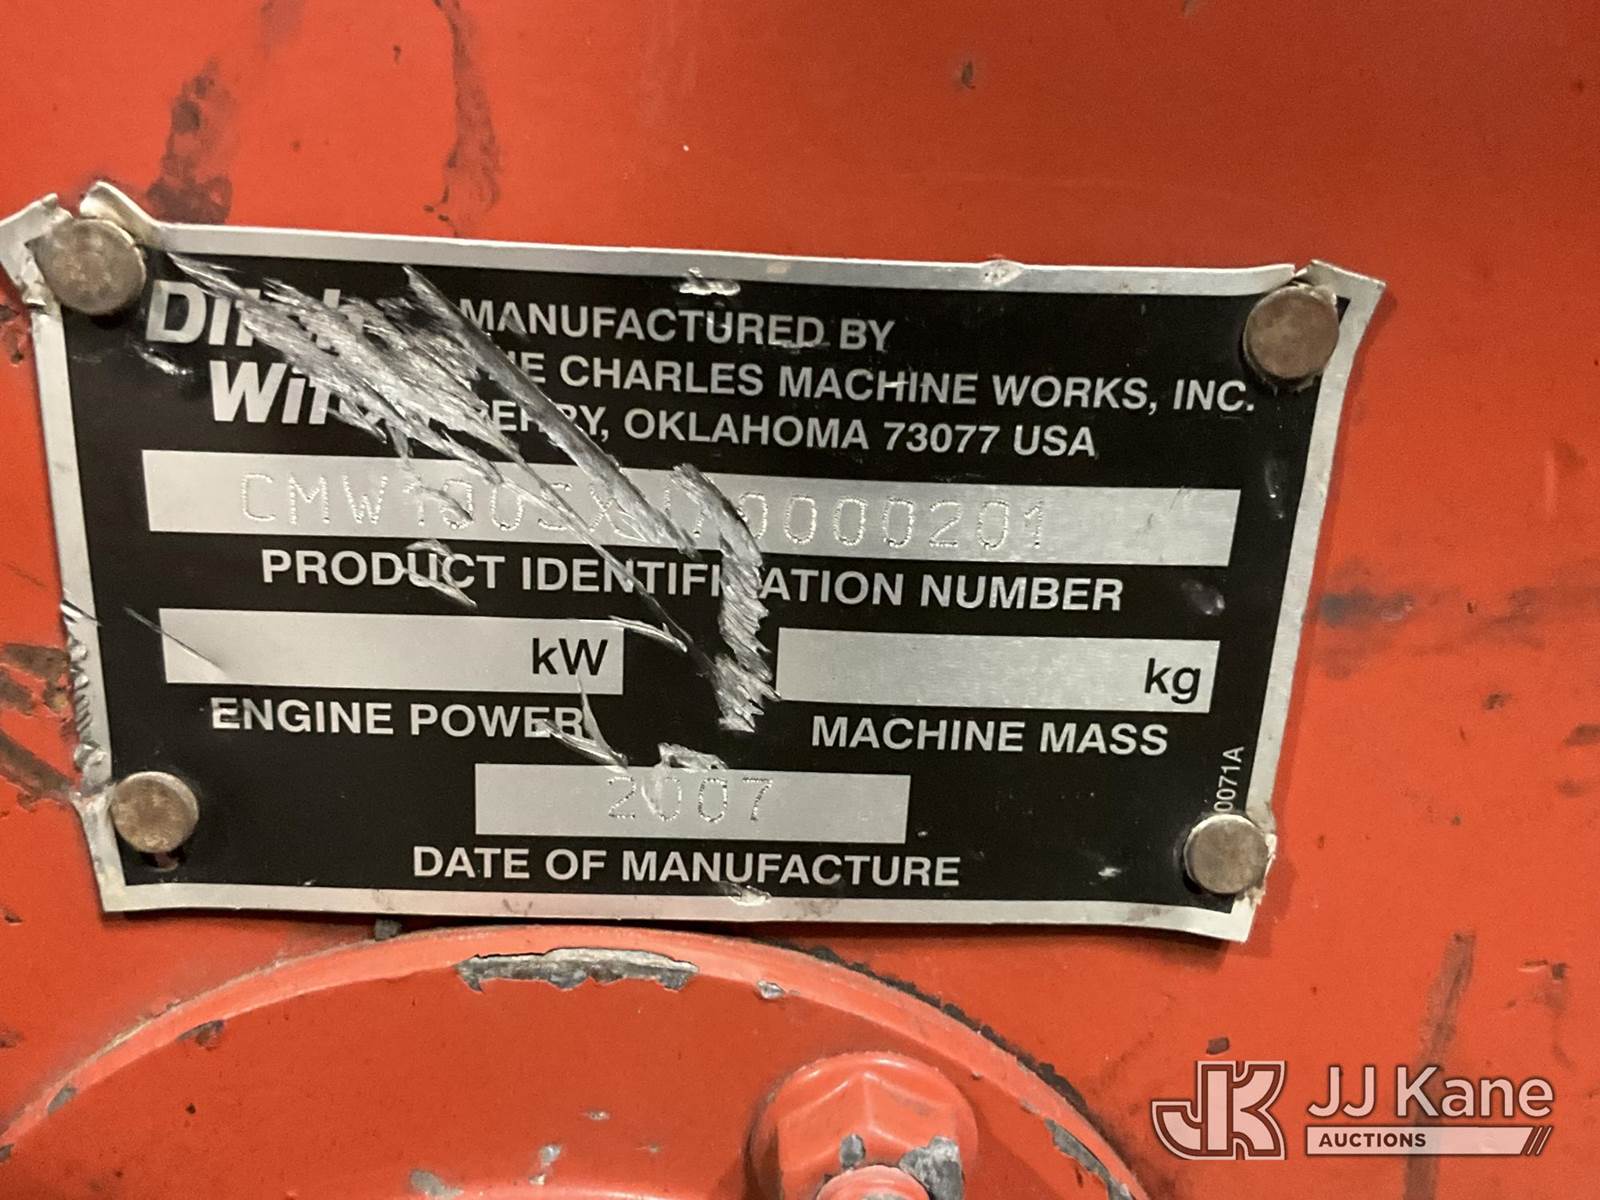 MANUFACTURED BY
CHARLES MACHINE WORKS, INC.
OKLAHOMA 73077 USA
PRODUCT IDENTIFICATION NUMBER
kW
kg
ENGINE POWER
MACHINE MASS
2007
DATE OF MANUFACTURE
JK
JJ Kane
AUCTIONS